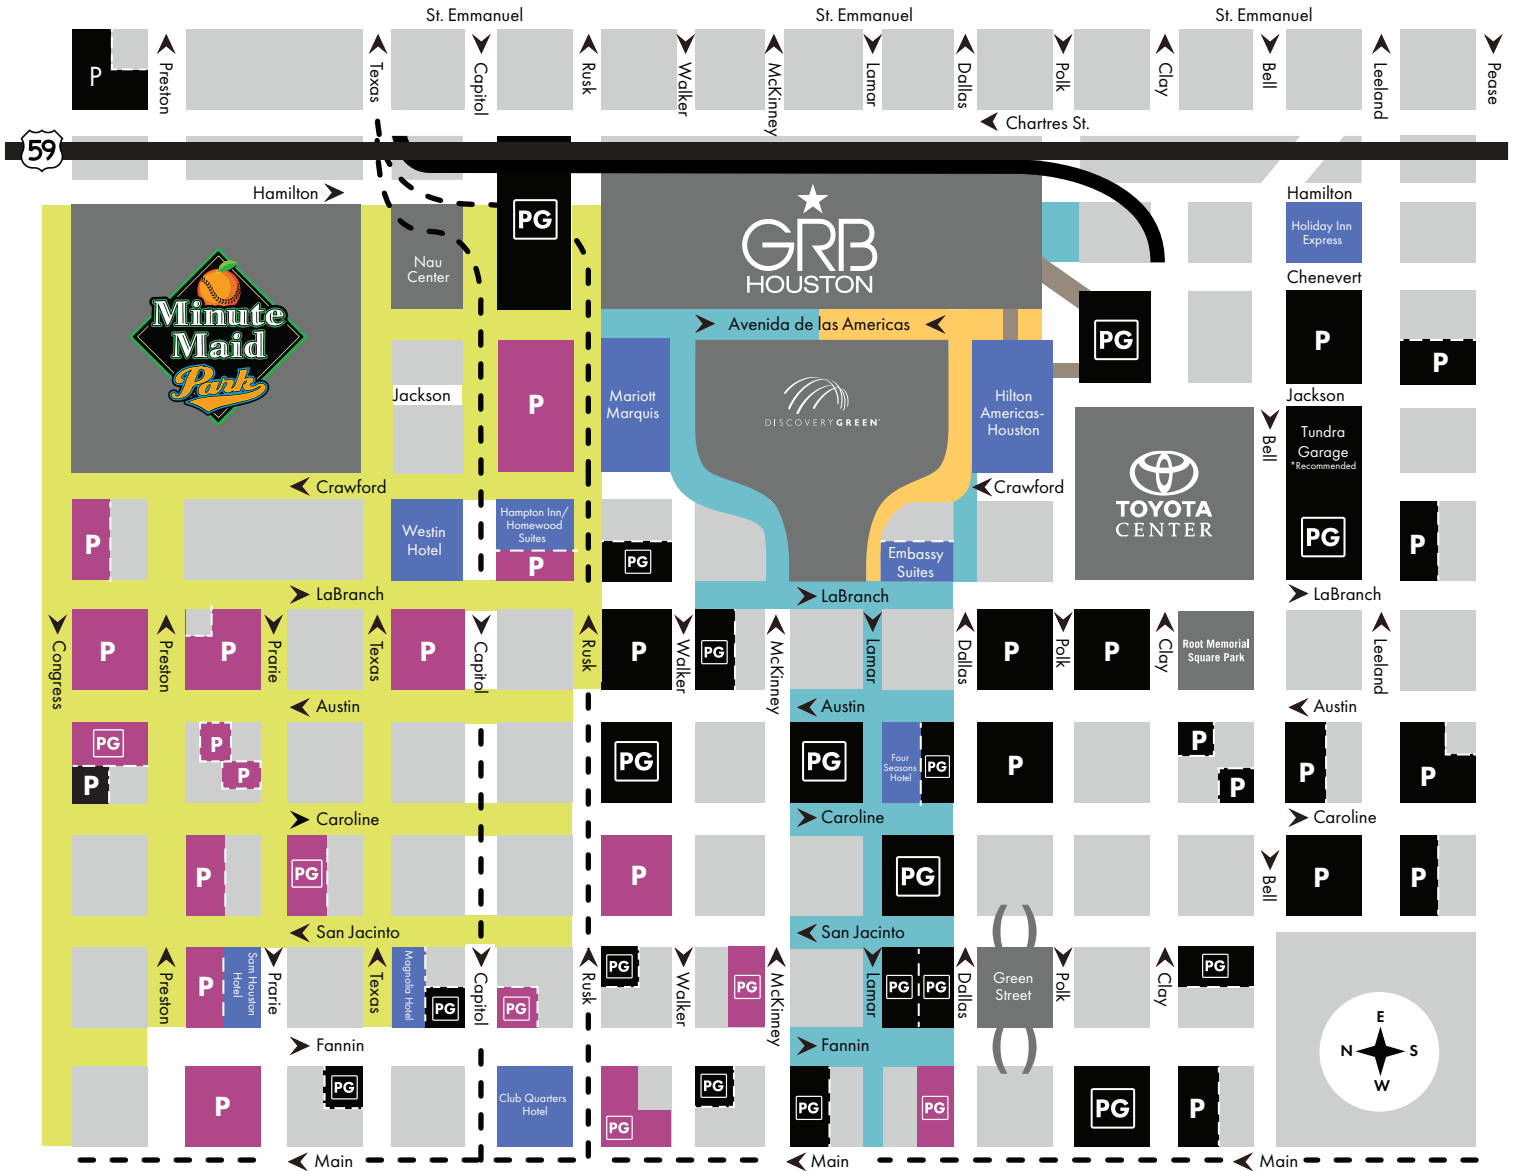 St. Emmanuel
St. Emmanuel
St. Emmanuel
P
Preston
Texas
Capitol
Rusk
Walker
McKinney
Lamar
Dallas
Polk
Clay
Bell
Leeland
Pease
Chartres St.
59
Hamilton
Hamilton
PG
GRB
HOUSTON
Holiday Inn
Express
Nau
Center
Chenevert
Minute
Maid
Park
Avenida de las Americas
PG
P
P
Jackson
P
Mariott
Marquis
DISCOVERYGREEN
Hilton
Americas-
Houston
Jackson
Bell
Tundra
Garage
*Recommended
TOYOTA
CENTER
PG
Crawford
Crawford
P
Westin
Hotel
Hampton Inn/
Homewood
Suites
P
PG
Embassy
Suites
P
LaBranch
LaBranch
LaBranch
Congress
P
Preston
P
Prarie
Texas
P
Capitol
Rusk
P
Walker
PG
McKinney
Lamar
Dallas
P
Polk
P
Clay
Root Memorial
Square Park
Leeland
Austin
Austin
Austin
PG
P
P
P
PG
PG
Four
Seasons
Hotel
PG
P
P
P
P
P
Caroline
Caroline
Caroline
P
PG
P
PG
Bell
P
P
San Jacinto
San Jacinto
Preston
P
Sam Houston
Hotel
Prarie
Texas
Magnolia Hotel
PG
Capitol
PG
Rusk
PG
Walker
PG
McKinney
Lamar
PG
PG
Dallas
Green
Street
Polk
Clay
PG
Fannin
Fannin
E
N
S
W
P
PG
Club Quarters
Hotel
PG
PG
PG
PG
PG
P
Main
Main
Main